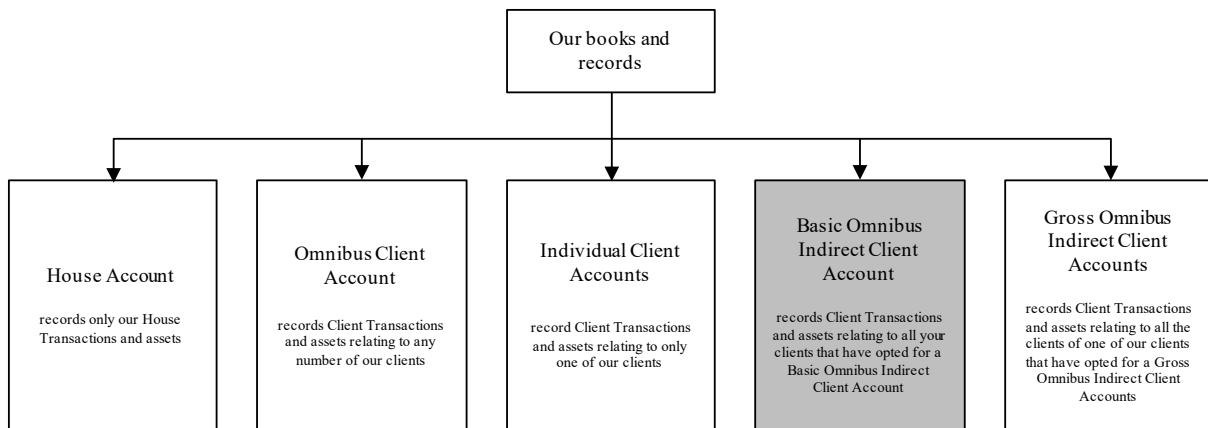 Our books and
records
House Account
records only our House
Transactions and assets
Omnibus Client
Account
records Client Transactions
and assets relating to any
number of our clients
Individual Client
Accounts
record Client Transactions
and assets relating to only
one of our clients
Basic Omnibus
Indirect Client
Account
records Client Transactions
and assets relating to all your
clients that have opted for a
Basic Omnibus Indirect
Client Account
Gross Omnibus
Indirect Client
Accounts
records Client Transactions
and assets relating to all the
clients of one of our clients
that have opted for a Gross
Omnibus Indirect Client
Accounts